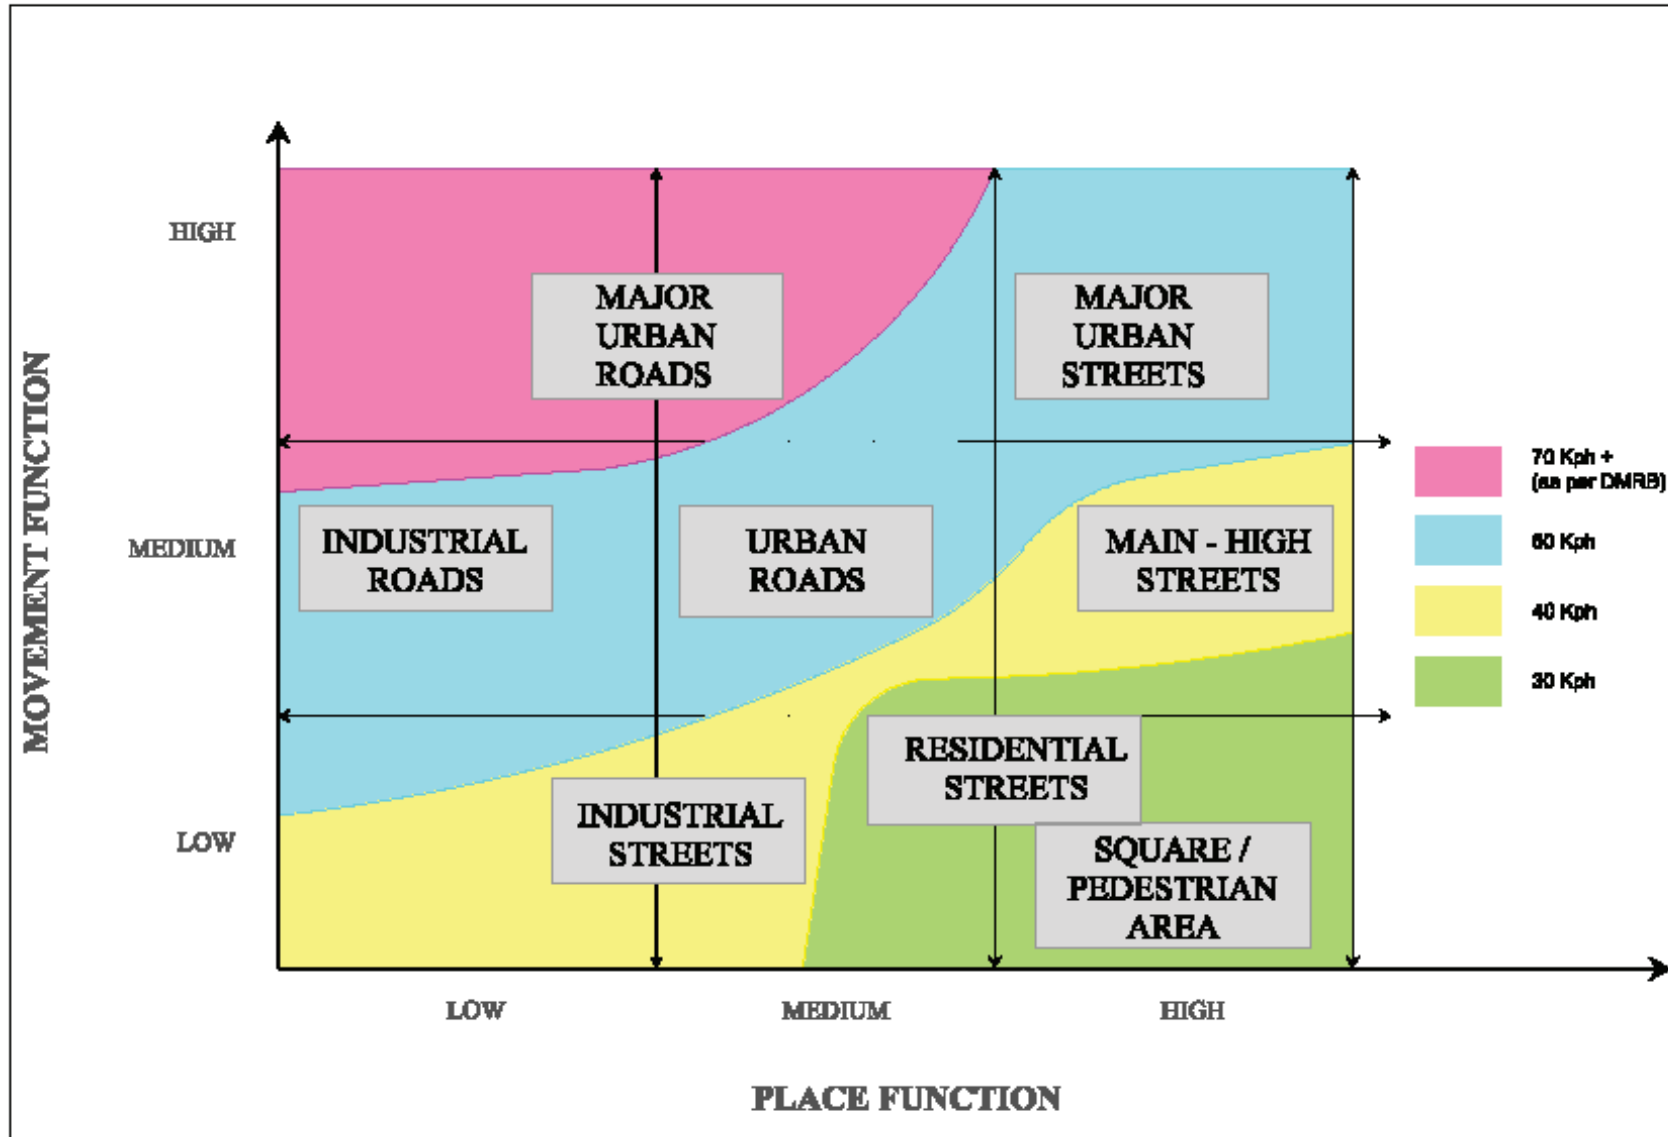 HIGH
MAJOR
URBAN
ROADS
MAJOR
URBAN
STREETS
MOVEMENT FUNCTION
MEDIUM
INDUSTRIAL
ROADS
URBAN
ROADS
MAIN - HIGH
STREETS
70 Kph +
(as per DMRB)
60 Kph
40 Kph
30 Kph
RESIDENTIAL
STREETS
LOW
INDUSTRIAL
STREETS
SQUARE /
PEDESTRIAN
AREA
LOW
MEDIUM
HIGH
PLACE FUNCTION